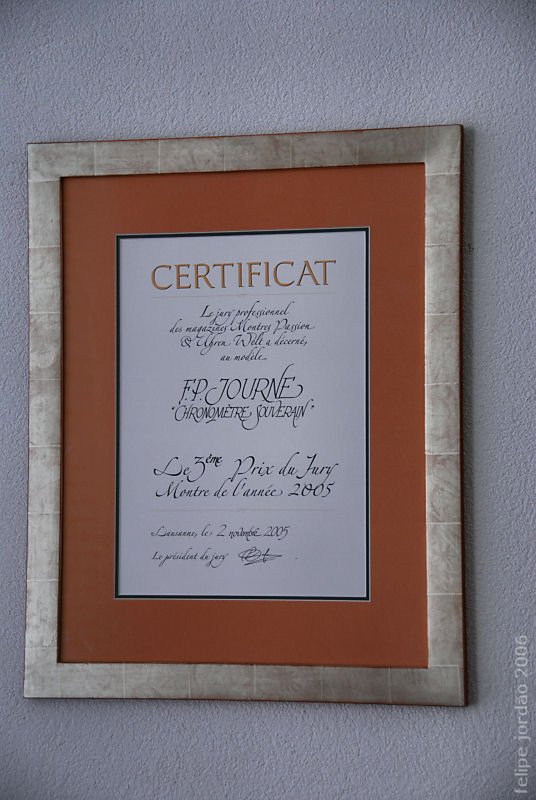 CERTIFICAT
Le jury professionnel
des magazines Montres Passion
& Uhren Welt a décerné,
au modèle
F.P. JOURNE
"CHRONOMÈTRE SOUVERAIN"
Le 3ème Prix du Jury
Montre de l'année 2005
Lausanne, le 2 novembre 2005
Le président du jury
felipe jordão 2006